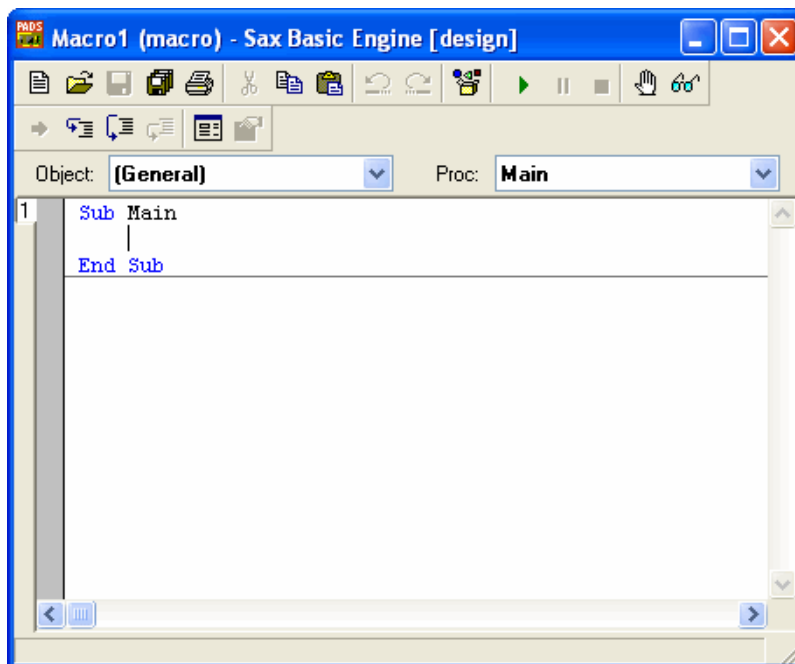 PADS
Macro1 (macro) - Sax Basic Engine [design]
Object: (General) Proc: Main
1
Sub Main
End Sub